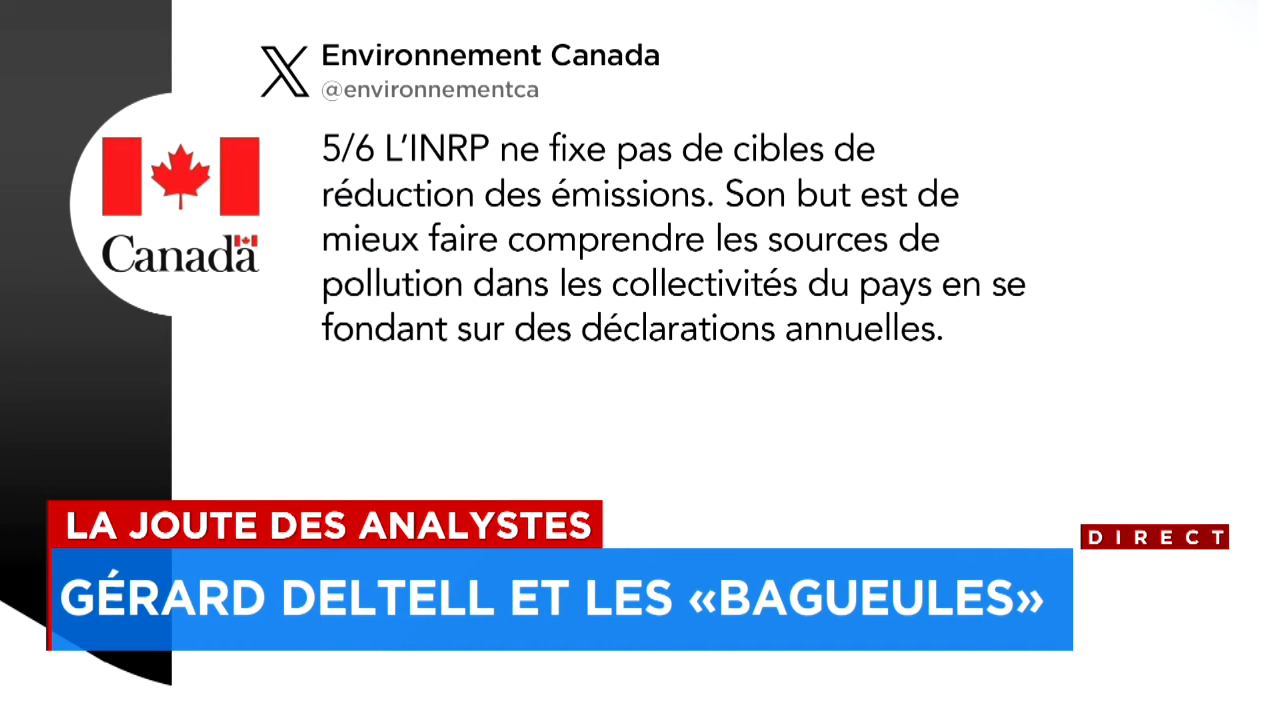 Environnement Canada
@environnementca
5/6 L’INRP ne fixe pas de cibles de
réduction des émissions. Son but est de
mieux faire comprendre les sources de
pollution dans les collectivités du pays en se
fondant sur des déclarations annuelles.
Canada
LA JOUTE DES ANALYSTES
DIRECT
GÉRARD DELTELL ET LES «BAGUEULES»